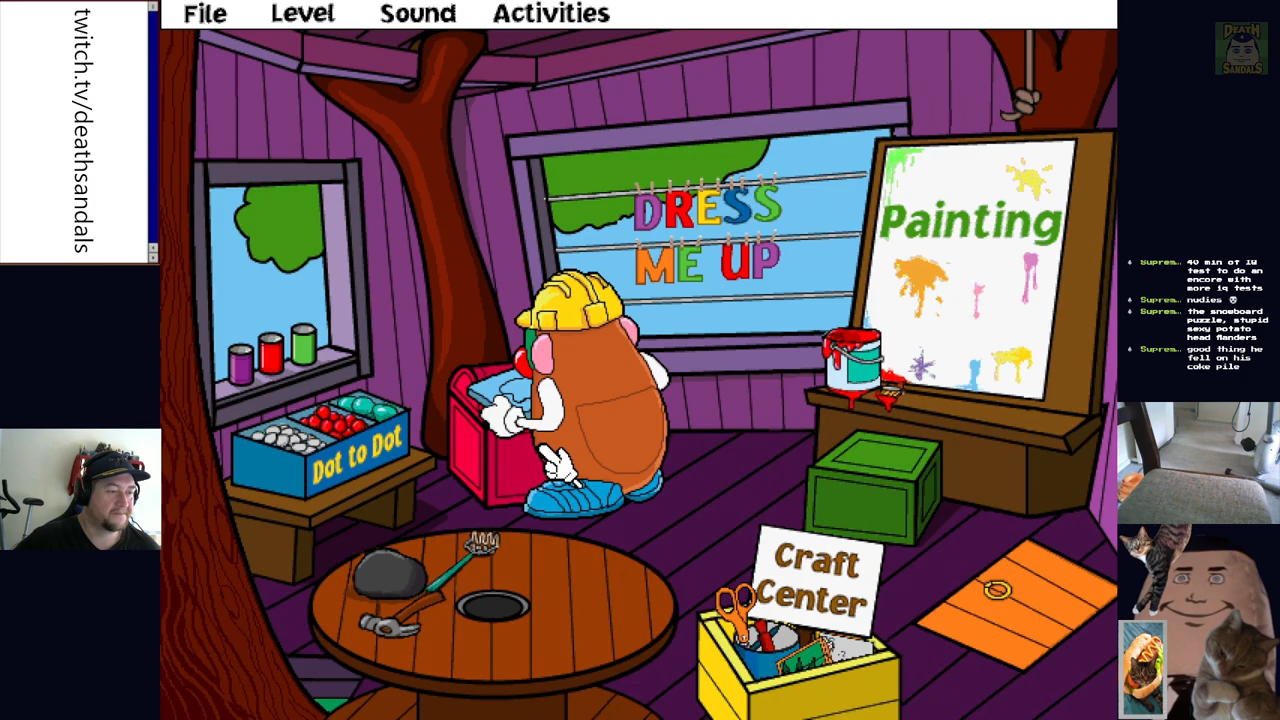 File Level Sound Activities
twitch.tv/deathsandals
DEATH
SANDALS
DRESS
ME UP
Painting
Dot to Dot
Craft
Center
Suprem… 40 min of IQ
test to do an
encore with
more iq tests
Suprem… nudies
Suprem… the snowboard
puzzle, stupid
sexy potato
head flanders
Suprem… good thing he
fell on his
coke pile